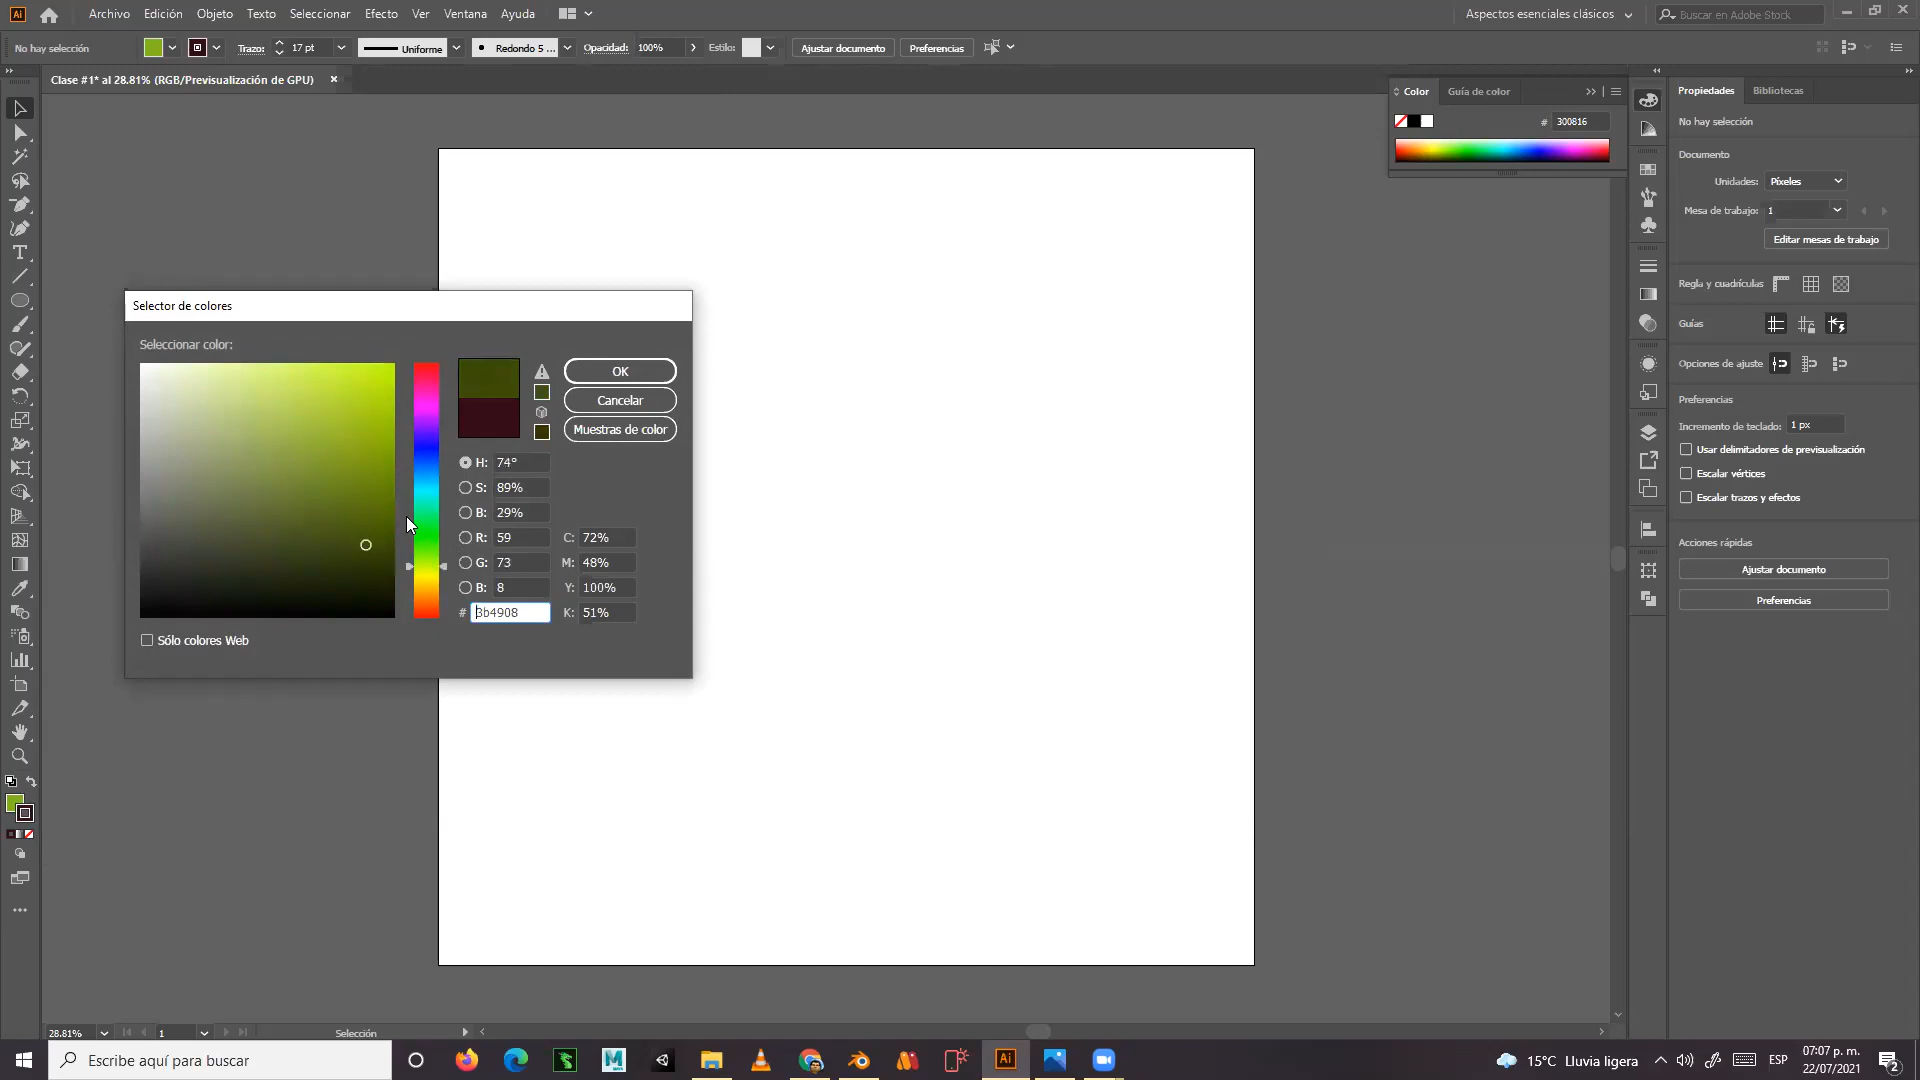 Ai Archivo Edición Objeto Texto Seleccionar Efecto Ver Ventana Ayuda Aspectos esenciales clásicos Buscar en Adobe Stock
No hay selección Trazo: 17 pt Uniforme Redondo 5 ... Opacidad: 100% Estilo: Ajustar documento Preferencias
Clase #1* al 28.81% (RGB/Previsualización de GPU) ×
Color Guía de color
# 300816
Propiedades Bibliotecas
No hay selección
Documento
Unidades: Píxeles
Mesa de trabajo: 1
Editar mesas de trabajo
Regla y cuadrículas
Guías
Opciones de ajuste
Preferencias
Incremento de teclado: 1 px
Usar delimitadores de previsualización
Escalar vértices
Escalar trazos y efectos
Acciones rápidas
Ajustar documento
Preferencias
Selector de colores
Seleccionar color:
OK
Cancelar
Muestras de color
H: 74°
S: 89%
B: 29%
R: 59 C: 72%
G: 73 M: 48%
B: 8 Y: 100%
# 3b4908 K: 51%
Sólo colores Web
28.81% 1 Selección
Escribe aquí para buscar
Ai
15°C Lluvia ligera ESP
07:07 p. m.
22/07/2021
2